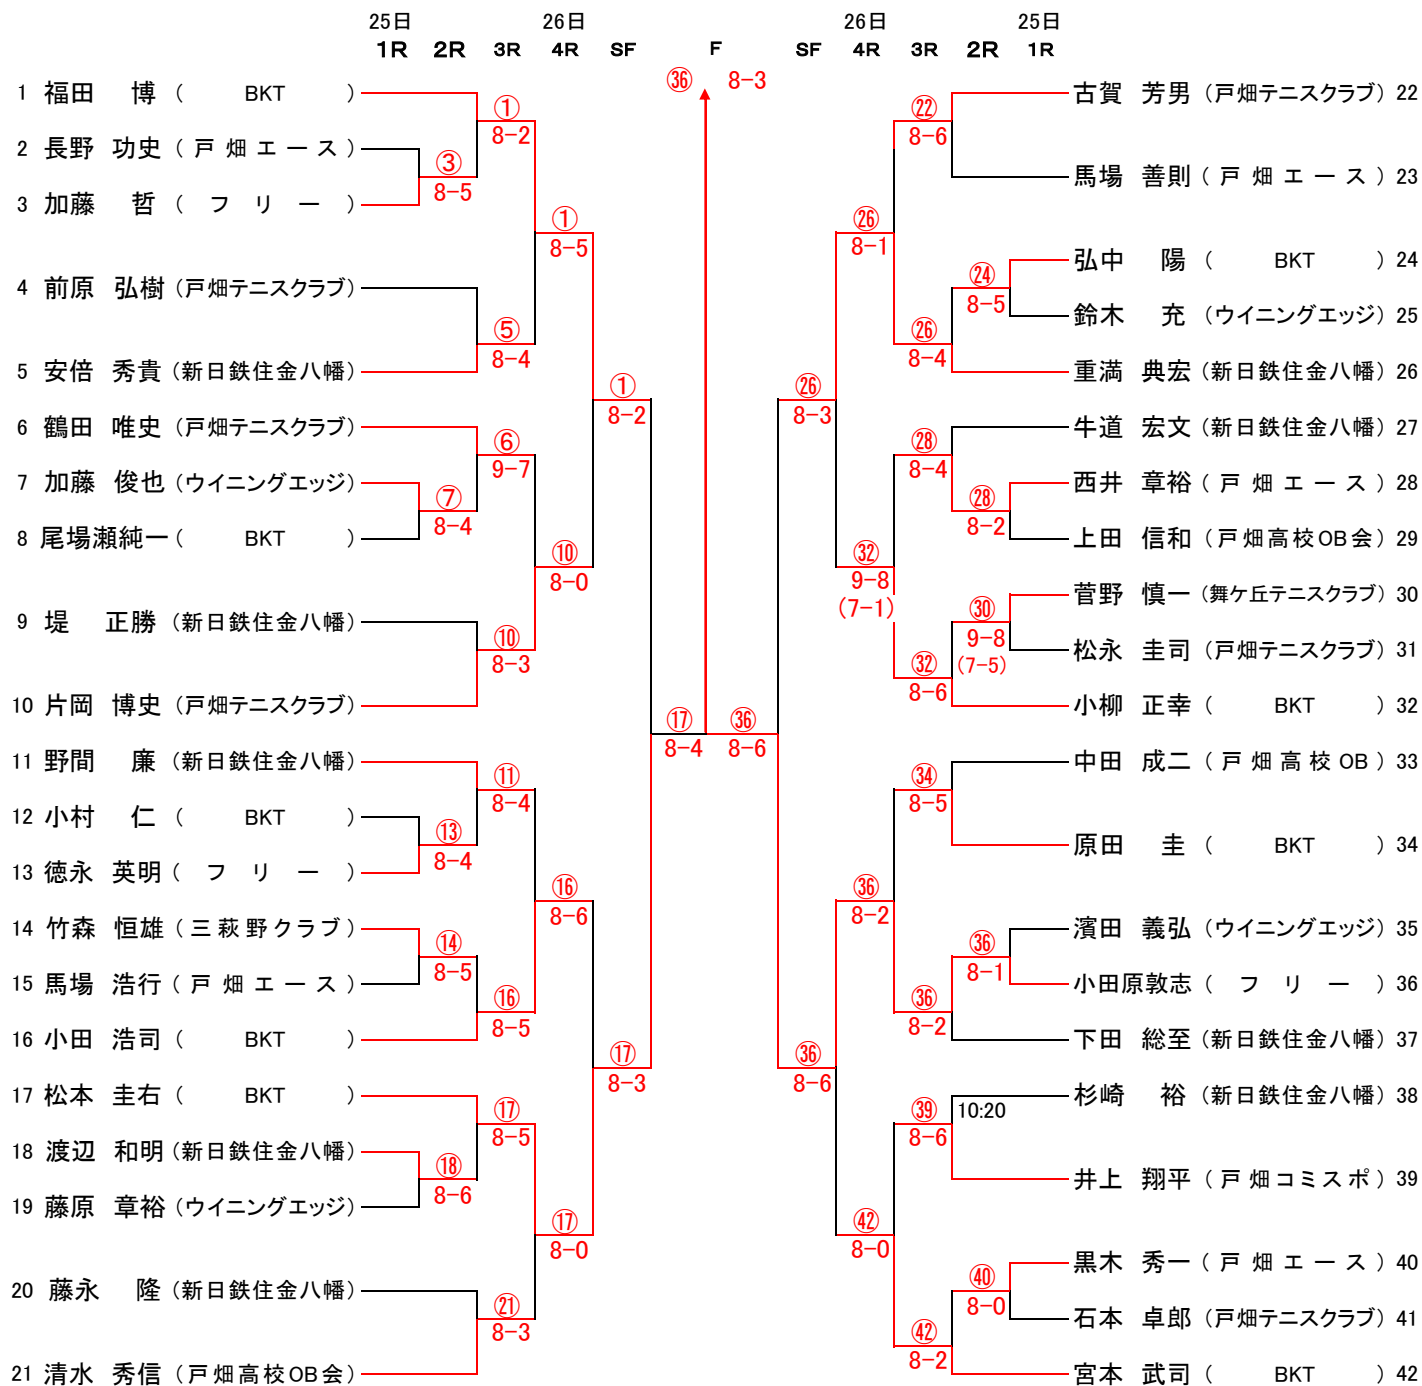 25日 26日 26日 25日
1R 2R 3R 4R SF F SF 4R 3R 2R 1R
㊱ 8-3
1 福田 博 ( BKT ) 古賀 芳男 (戸畑テニスクラブ) 22
① ㉒
8-2 8-6
2 長野 功史 (戸畑エース)
③
8-5 馬場 善則 (戸畑エース) 23
3 加藤 哲 (フリー)
① ㉖
8-5 8-1
弘中 陽 ( BKT ) 24
4 前原 弘樹 (戸畑テニスクラブ) ㉔
8-5
鈴木 充 (ウイニングエッジ) 25
⑤ ㉖
8-4 8-4
5 安倍 秀貴 (新日鉄住金八幡) 重満 典宏 (新日鉄住金八幡) 26
① ㉖
8-2 8-3
6 鶴田 唯史 (戸畑テニスクラブ) 牛道 宏文 (新日鉄住金八幡) 27
⑥ ㉘
9-7 8-4
7 加藤 俊也 (ウイニングエッジ) 西井 章裕 (戸畑エース) 28
⑦ ㉘
8-4 8-2
8 尾場瀬純一 ( BKT ) 上田 信和 (戸畑高校OB会) 29
⑩ ㉜
8-0 9-8
(7-1)
菅野 慎一 (舞ケ丘テニスクラブ) 30
9 堤 正勝 (新日鉄住金八幡) ㉚
9-8
(7-5)
⑩ 松永 圭司 (戸畑テニスクラブ) 31
8-3 ㉜
8-6
10 片岡 博史 (戸畑テニスクラブ) 小柳 正幸 ( BKT ) 32
⑰ ㊱
8-4 8-6
11 野間 廉 (新日鉄住金八幡) 中田 成二 (戸畑高校OB) 33
⑪ ㉞
8-4 8-5
12 小村 仁 ( BKT )
⑬
8-4 原田 圭 ( BKT ) 34
13 徳永 英明 (フリー)
⑯ ㊱
8-6 8-2
14 竹森 恒雄 (三萩野クラブ) 濱田 義弘 (ウイニングエッジ) 35
⑭ ㊱
8-5 8-1
15 馬場 浩行 (戸畑エース) 小田原敦志 (フリー) 36
⑯ ㊱
8-5 8-2
16 小田 浩司 ( BKT ) 下田 総至 (新日鉄住金八幡) 37
⑰ ㊱
8-3 8-6
17 松本 圭右 ( BKT ) 杉崎 裕 (新日鉄住金八幡) 38
⑰ ㊴ 10:20
8-5 8-6
18 渡辺 和明 (新日鉄住金八幡)
⑱
8-6 井上 翔平 (戸畑コミスポ) 39
19 藤原 章裕 (ウイニングエッジ)
⑰ ㊷
8-0 8-0
黒木 秀一 (戸畑エース) 40
20 藤永 隆 (新日鉄住金八幡) ㊵
8-0
㉑ 石本 卓郎 (戸畑テニスクラブ) 41
8-3 ㊷
8-2
21 清水 秀信 (戸畑高校OB会) 宮本 武司 ( BKT ) 42